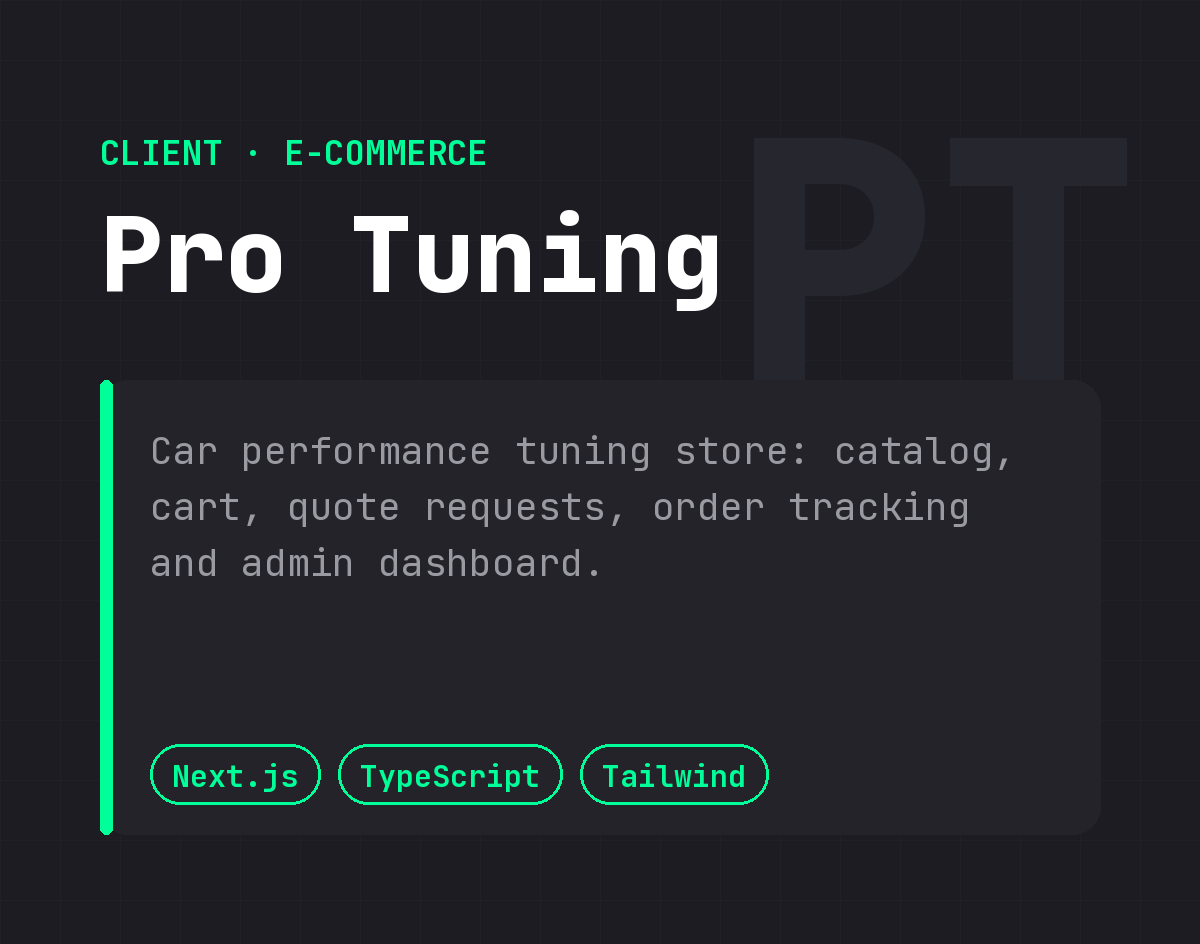 CLIENT · E-COMMERCE
PT
Pro Tuning
Car performance tuning store: catalog,
cart, quote requests, order tracking
and admin dashboard.
Next.js TypeScript Tailwind